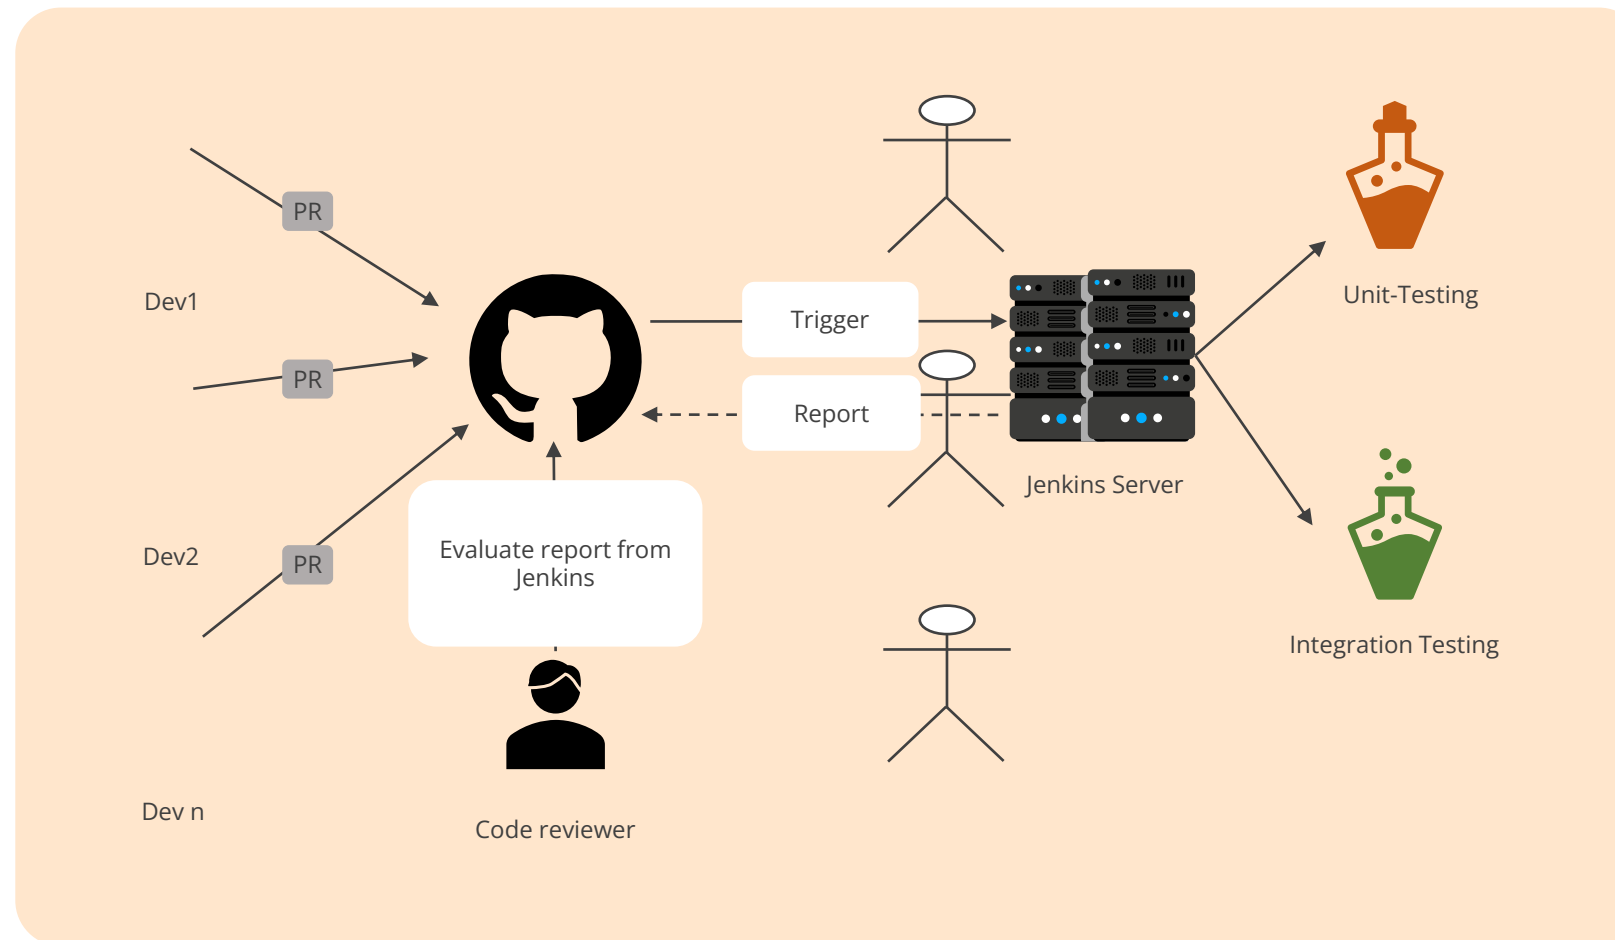 PR
Dev1
PR
Dev2
PR
Dev n
Trigger
Report
Evaluate report from
Jenkins
Code reviewer
Jenkins Server
Unit-Testing
Integration Testing